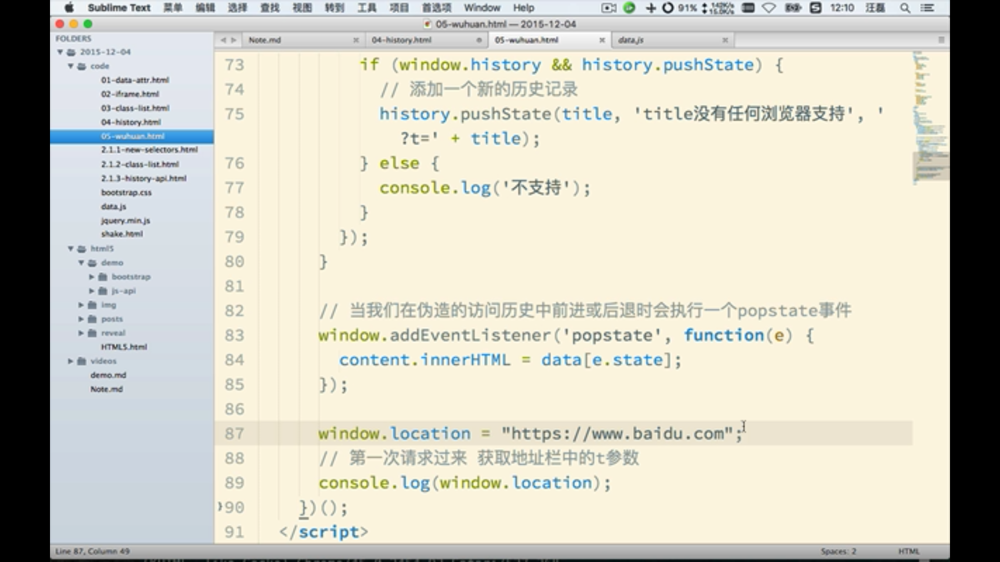 Sublime Text 菜单 编辑 选择 查找 视图 转到 工具 项目 首选项 Window Help 91% 12:10 汪磊
05-wuhuan.html — 2015-12-04
FOLDERS
2015-12-04
code
01-data-attr.html
02-iframe.html
03-class-list.html
04-history.html
05-wuhuan.html
2.1.1-new-selectors.html
2.1.2-class-list.html
2.1.3-history-api.html
bootstrap.css
data.js
jquery.min.js
shake.html
html5
demo
bootstrap
js-api
img
posts
reveal
HTML5.html
videos
demo.md
Note.md
Note.md 04-history.html 05-wuhuan.html data.js
73 if (window.history && history.pushState) {
74 // 添加一个新的历史记录
75 history.pushState(title, 'title没有任何浏览器支持', '
?t=' + title);
76 } else {
77 console.log('不支持');
78 }
79 });
80 }
81
82 // 当我们在伪造的访问历史中前进或后退时会执行一个popstate事件
83 window.addEventListener('popstate', function(e) {
84 content.innerHTML = data[e.state];
85 });
86
87 window.location = "https://www.baidu.com";
88 // 第一次请求过来 获取地址栏中的t参数
89 console.log(window.location);
90 })();
91 </script>
Line 87, Column 49 Spaces: 2 HTML